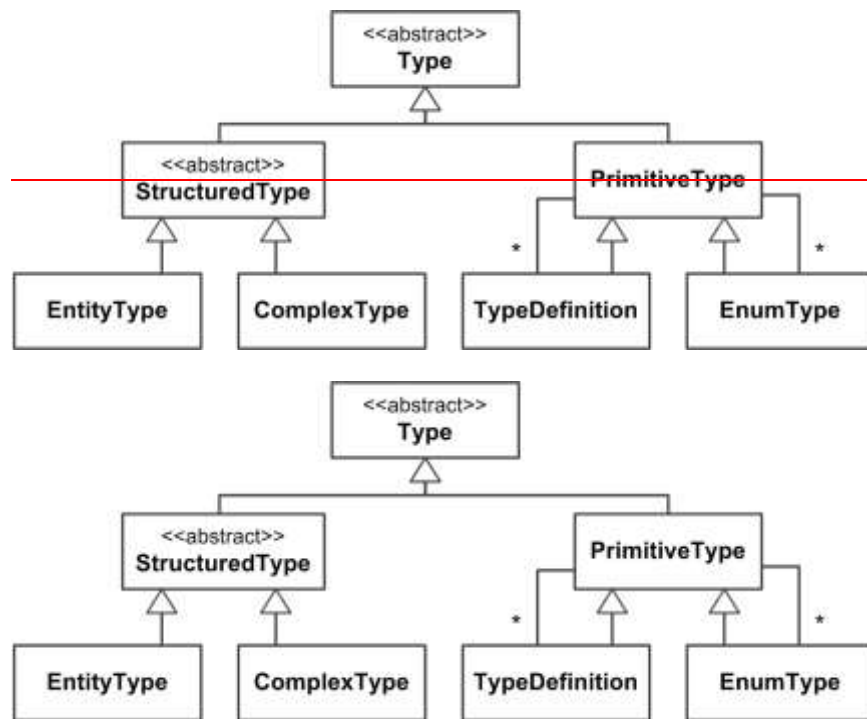 <<abstract>>
Type
<<abstract>>
StructuredType
PrimitiveType
* *
EntityType ComplexType TypeDefinition EnumType
<<abstract>>
Type
<<abstract>>
StructuredType
PrimitiveType
* *
EntityType ComplexType TypeDefinition EnumType